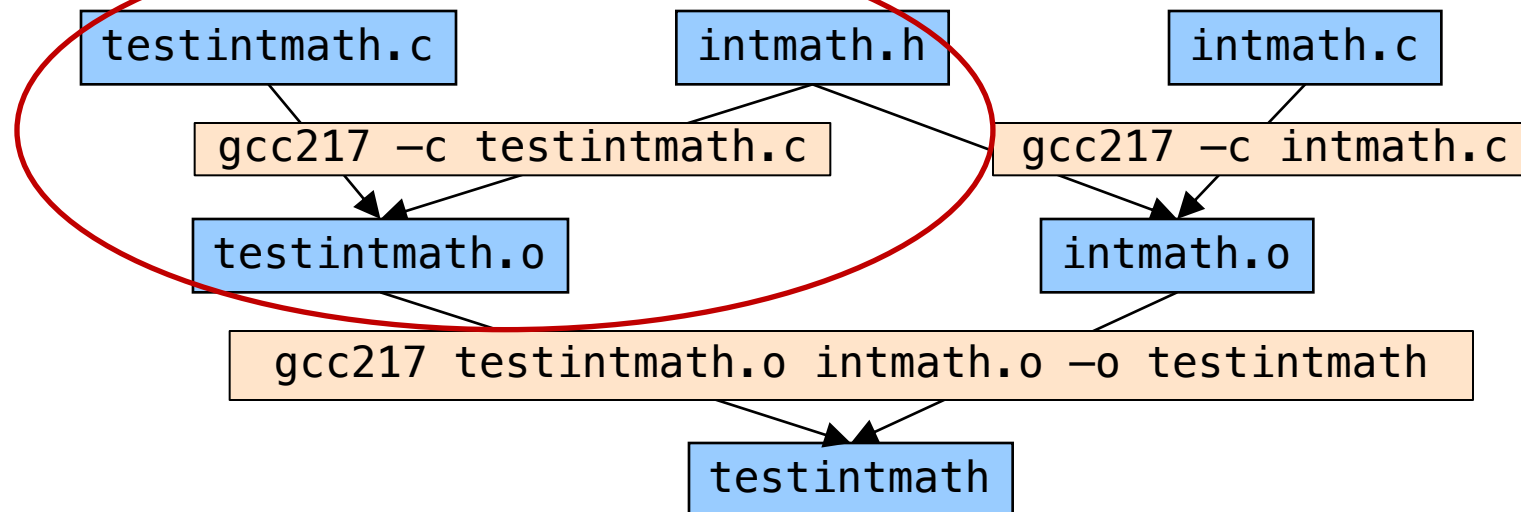 testintmath.c
intmath.h
intmath.c
gcc217 –c testintmath.c
gcc217 –c intmath.c
testintmath.o
intmath.o
gcc217 testintmath.o intmath.o –o testintmath
testintmath